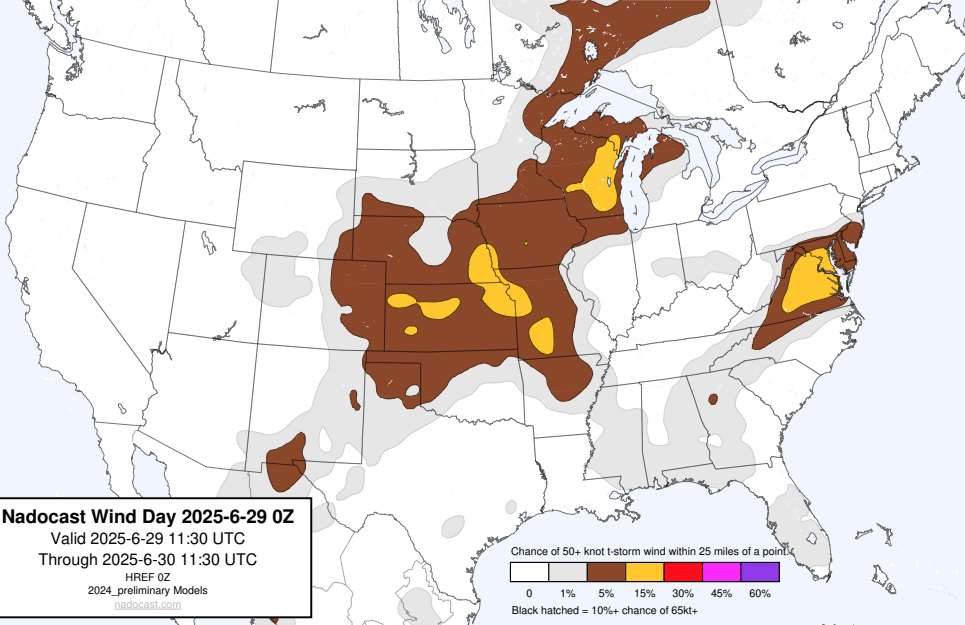 Nadocast Wind Day 2025-6-29 0Z
Valid 2025-6-29 11:30 UTC
Through 2025-6-30 11:30 UTC
HREF 0Z
2024_preliminary Models
nadocast.com
Chance of 50+ knot t-storm wind within 25 miles of a point.
0 1% 5% 15% 30% 45% 60%
Black hatched = 10%+ chance of 65kt+